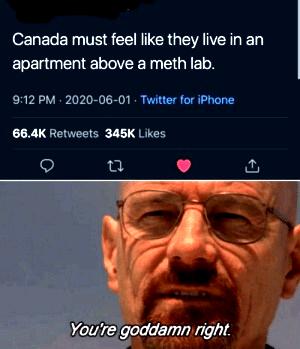 Canada must feel like they live in an
apartment above a meth lab.
9:12 PM · 2020-06-01 · Twitter for iPhone
66.4K Retweets 345K Likes
You're goddamn right.